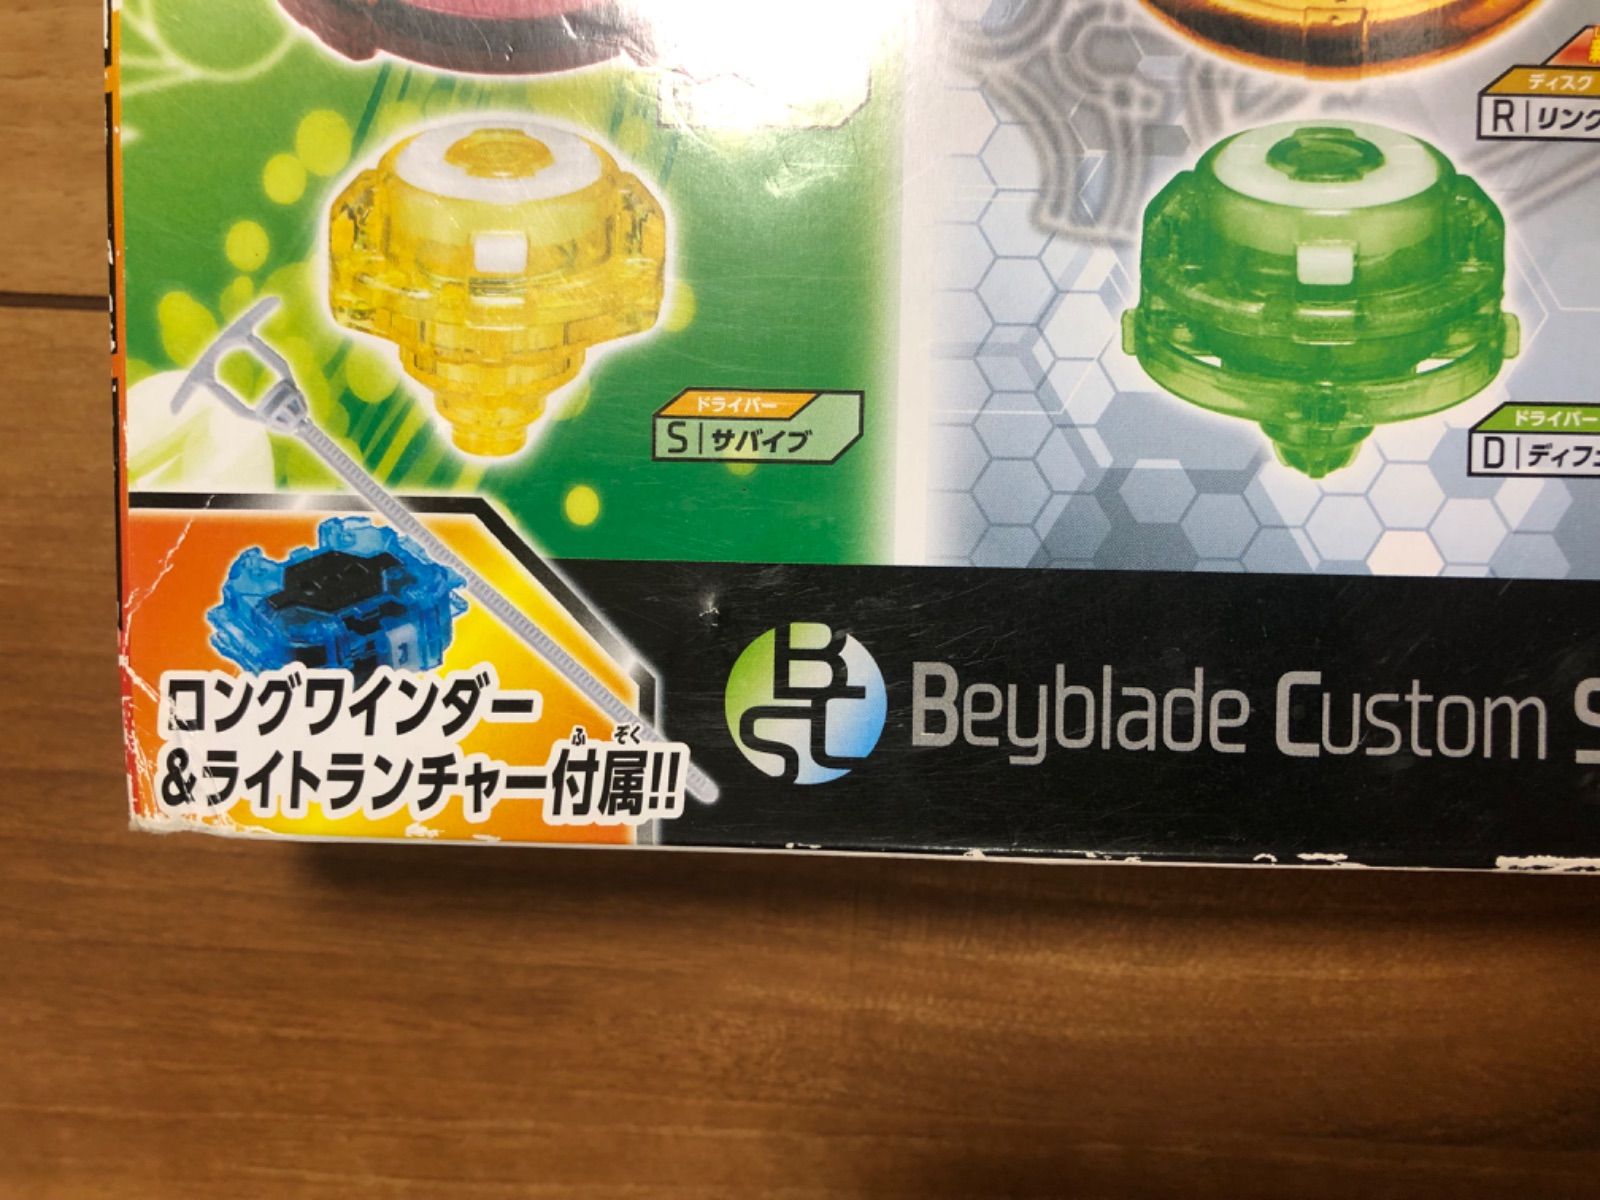 ディスク
R リング
ドライバー
S サバイブ
ドライバー
D ディフ
ロングワインダー
&ライトランチャー付属!!
ふぞく
BCS
Beyblade Custom S